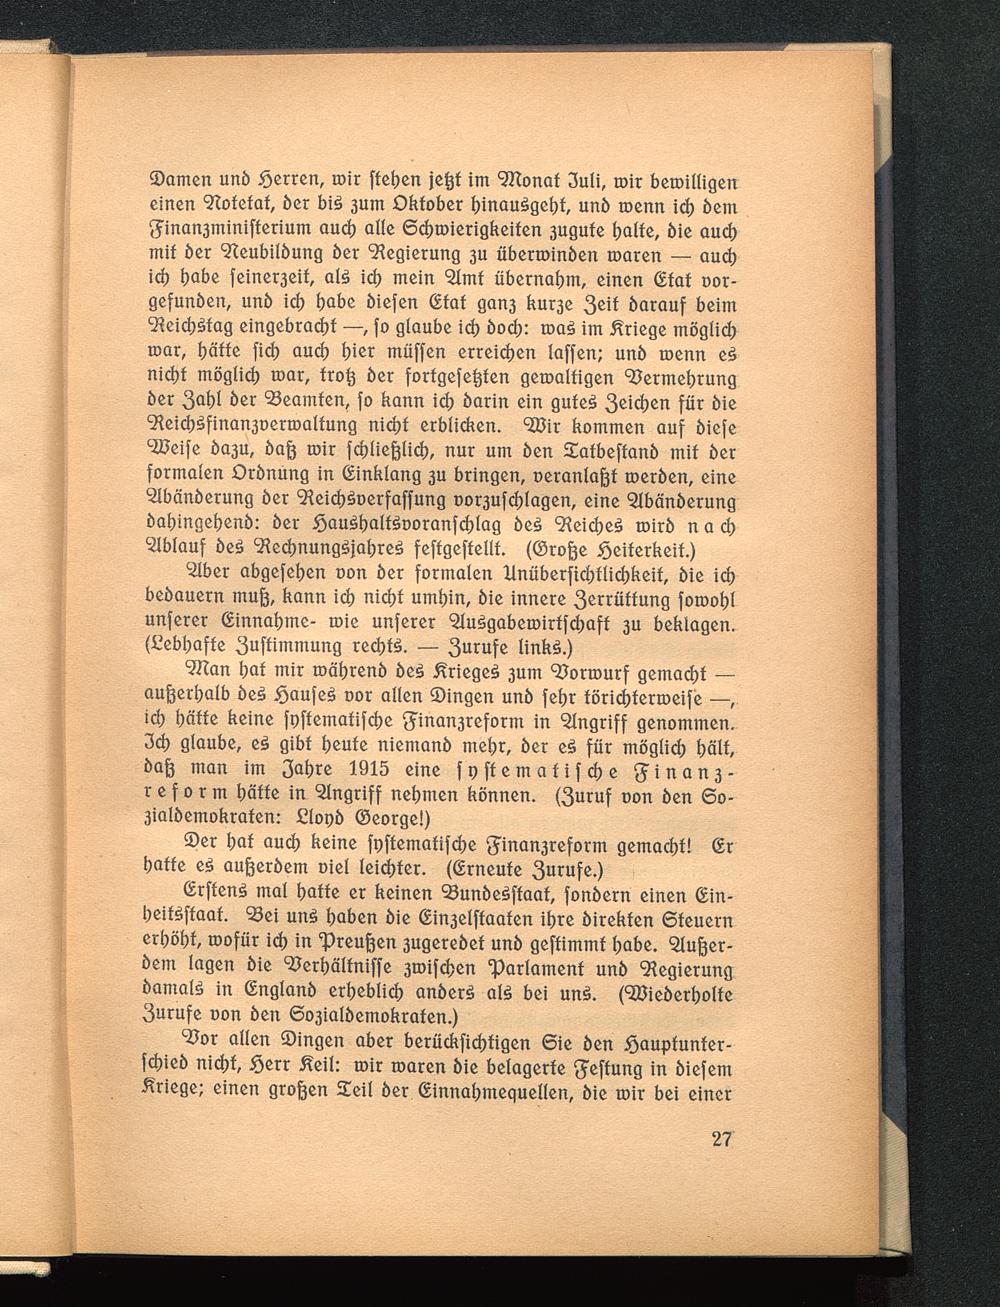 Damen und Herren, wir stehen jetzt im Monat Juli, wir bewilligen
einen Notetat, der bis zum Oktober hinausgeht, und wenn ich dem
Finanzministerium auch alle Schwierigkeiten zugute halte, die auch
mit der Neubildung der Regierung zu überwinden waren — auch
ich habe seinerzeit, als ich mein Amt übernahm, einen Etat vor-
gefunden, und ich habe diesen Etat ganz kurze Zeit darauf beim
Reichstag eingebracht —, so glaube ich doch: was im Kriege möglich
war, hätte sich auch hier müssen erreichen lassen; und wenn es
nicht möglich war, trotz der fortgesetzten gewaltigen Vermehrung
der Zahl der Beamten, so kann ich darin ein gutes Zeichen für die
Reichsfinanzverwaltung nicht erblicken. Wir kommen auf diese
Weise dazu, daß wir schließlich, nur um den Tatbestand mit der
formalen Ordnung in Einklang zu bringen, veranlaßt werden, eine
Abänderung der Reichsverfassung vorzuschlagen, eine Abänderung
dahingehend: der Haushaltsvoranschlag des Reiches wird nach
Ablauf des Rechnungsjahres festgestellt. (Große Heiterkeit.)
Aber abgesehen von der formalen Unübersichtlichkeit, die ich
bedauern muß, kann ich nicht umhin, die innere Zerrüttung sowohl
unserer Einnahme- wie unserer Ausgabewirtschaft zu beklagen.
(Lebhafte Zustimmung rechts. — Zurufe links.)
Man hat mir während des Krieges zum Vorwurf gemacht —
außerhalb des Hauses vor allen Dingen und sehr törichterweise —,
ich hätte keine systematische Finanzreform in Angriff genommen.
Ich glaube, es gibt heute niemand mehr, der es für möglich hält,
daß man im Jahre 1915 eine systematische Finanz-
reform hätte in Angriff nehmen können. (Zuruf von den So-
zialdemokraten: Lloyd George!)
Der hat auch keine systematische Finanzreform gemacht! Er
hatte es außerdem viel leichter. (Erneute Zurufe.)
Erstens mal hatte er keinen Bundesstaat, sondern einen Ein-
heitsstaat. Bei uns haben die Einzelstaaten ihre direkten Steuern
erhöht, wofür ich in Preußen zugeredet und gestimmt habe. Außer-
dem lagen die Verhältnisse zwischen Parlament und Regierung
damals in England erheblich anders als bei uns. (Wiederholte
Zurufe von den Sozialdemokraten.)
Vor allen Dingen aber berücksichtigen Sie den Hauptunter-
schied nicht, Herr Keil: wir waren die belagerte Festung in diesem
Kriege; einen großen Teil der Einnahmequellen, die wir bei einer
27